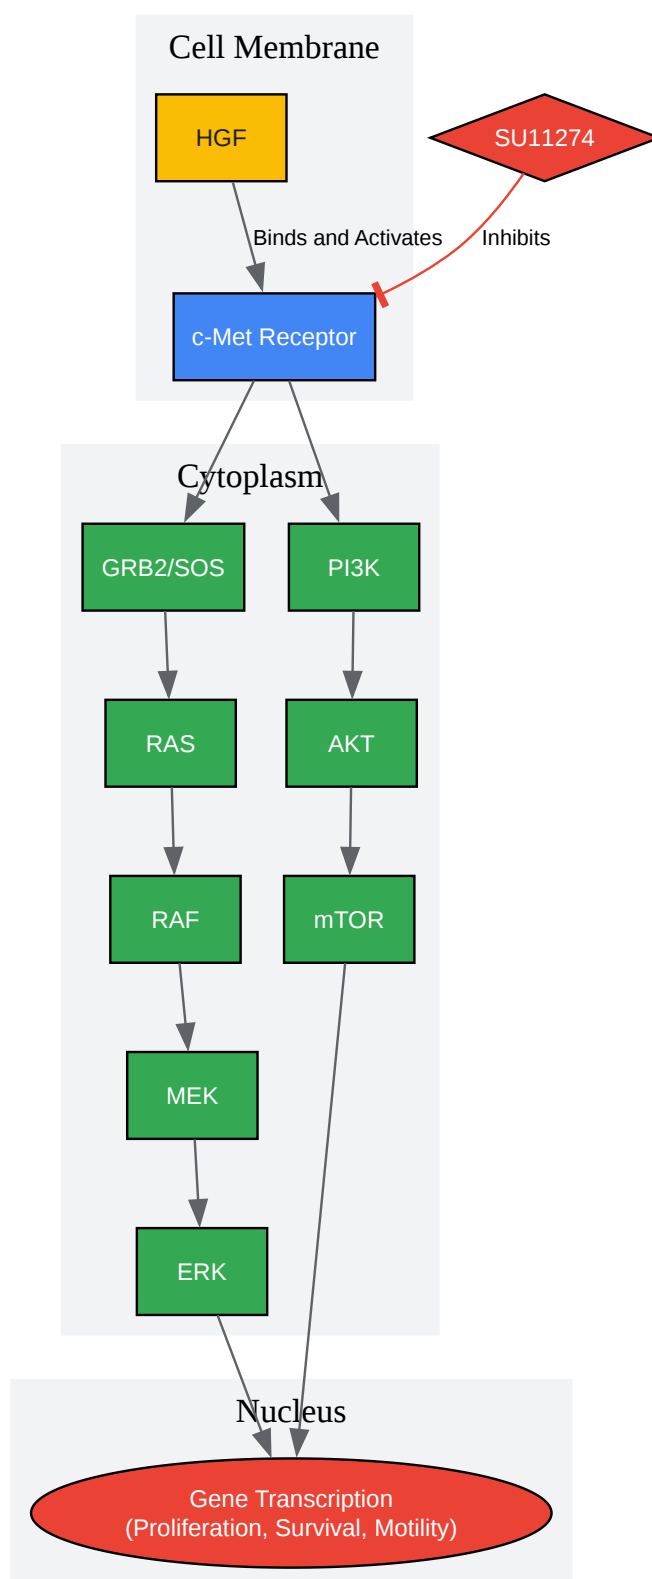 Cell Membrane
HGF
SU11274
Binds and Activates
Inhibits
c-Met Receptor
Cytoplasm
GRB2/SOS
PI3K
RAS
AKT
RAF
mTOR
MEK
ERK
Nucleus
Gene Transcription
(Proliferation, Survival, Motility)